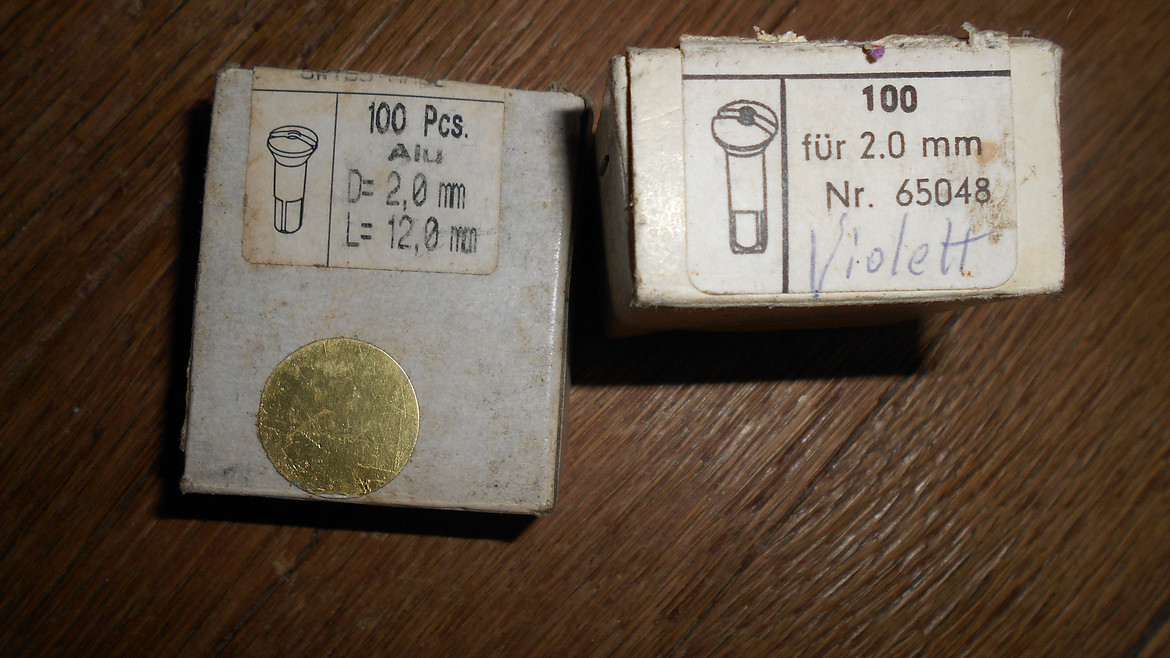 100 Pcs.
Alu
D= 2,0 mm
L= 12,0 mm
100
für 2.0 mm
Nr. 65048
Violett